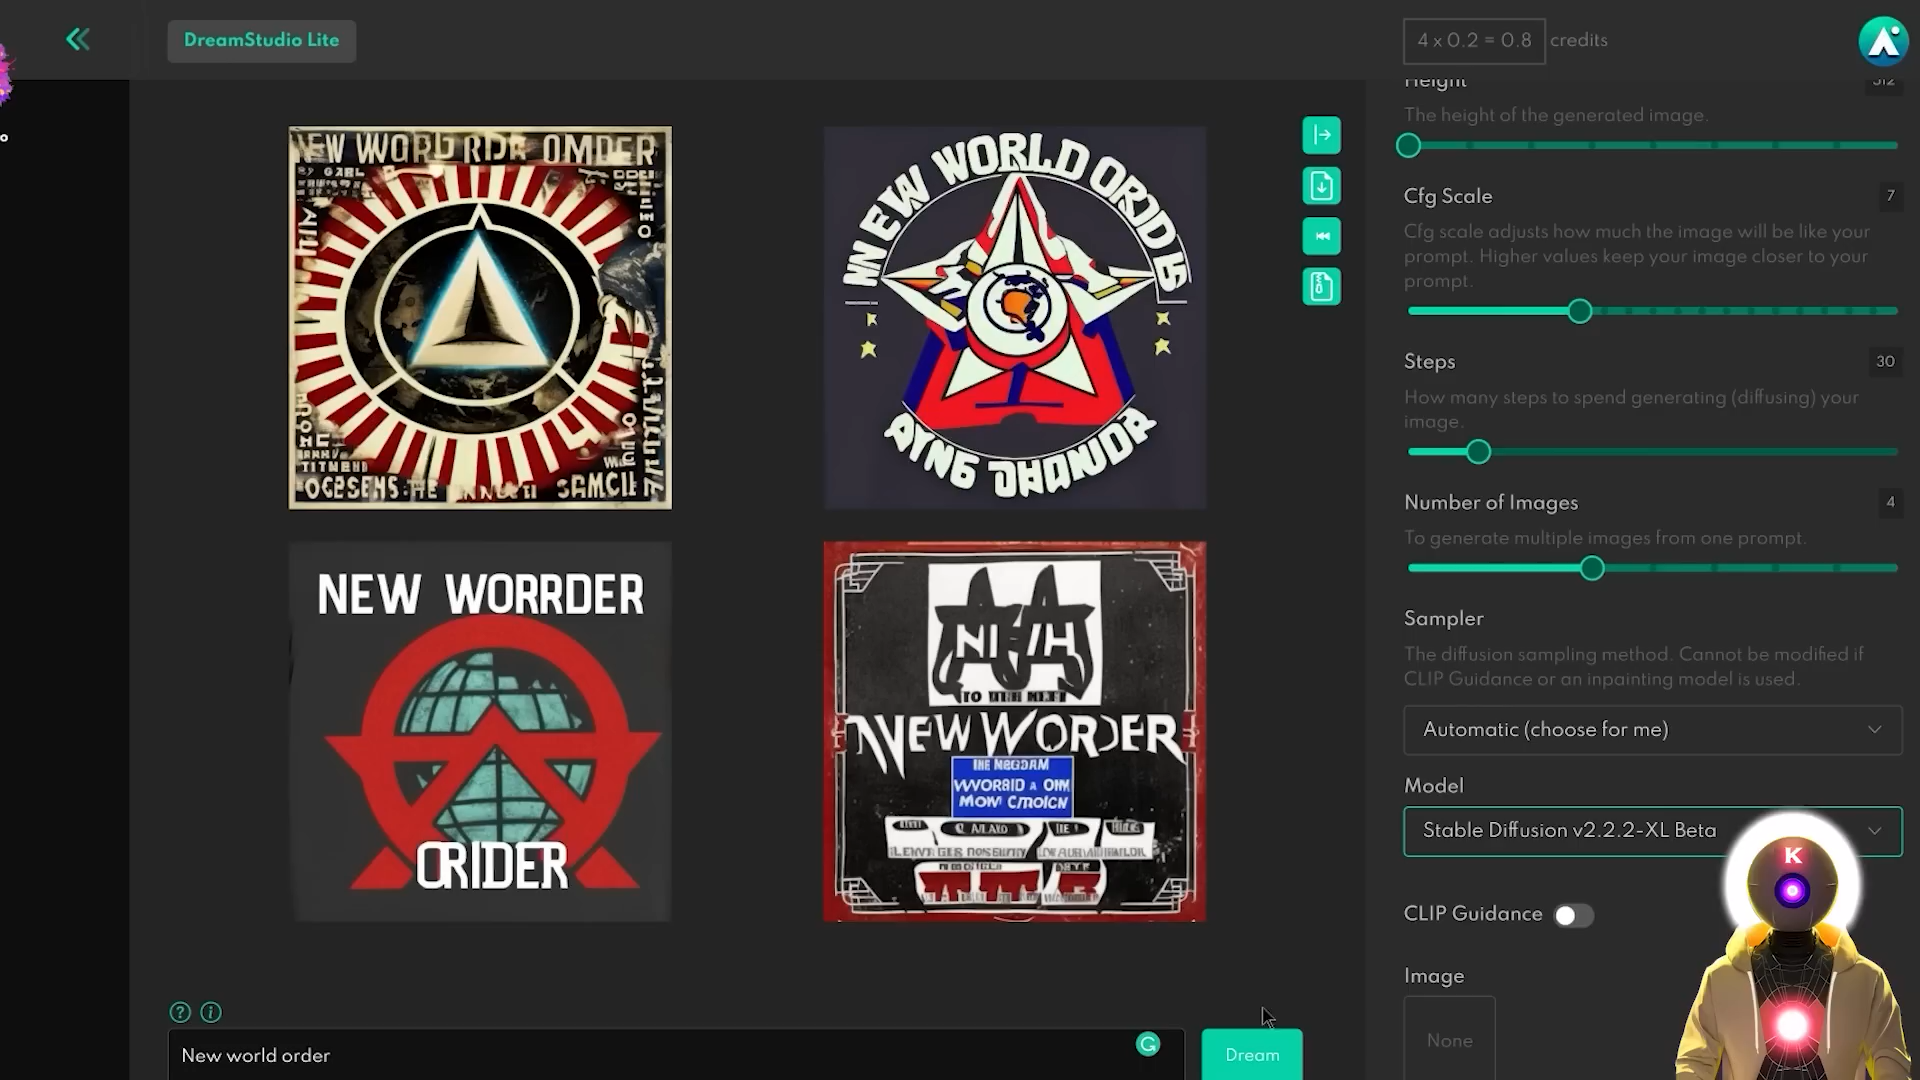 DreamStudio Lite
4 x 0.2 = 0.8 credits
Height 512
The height of the generated image.
Cfg Scale 7
Cfg scale adjusts how much the image will be like your
prompt. Higher values keep your image closer to your
prompt.
Steps 30
How many steps to spend generating (diffusing) your
image.
Number of Images 4
To generate multiple images from one prompt.
Sampler
The diffusion sampling method. Cannot be modified if
CLIP Guidance or an inpainting model is used.
Automatic (choose for me)
Model
Stable Diffusion v2.2.2-XL Beta
K
CLIP Guidance
Image
None
NEW WORLD
NEW WORRDER
ORIDER
NEW WORDER
New world order
Dream